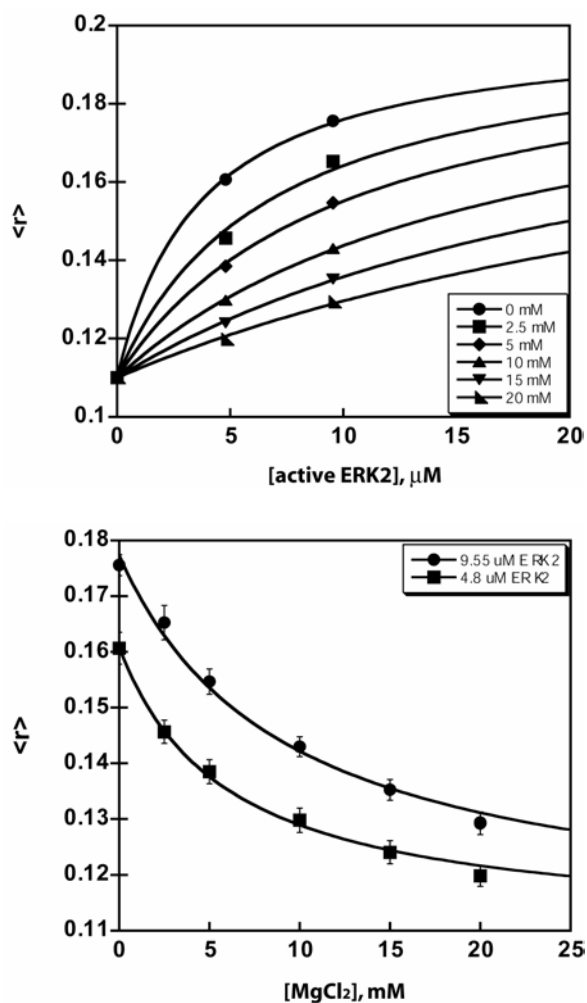 0.2
0.18
0.16
0.14
0.12
0.1
<r>
0 mM
2.5 mM
5 mM
10 mM
15 mM
20 mM
0 5 10 15 20
[active ERK2], μM
0.18
0.17
0.16
0.15
0.14
0.13
0.12
0.11
<r>
9.55 uM ERK2
4.8 uM ERK2
0 5 10 15 20 25
[MgCl₂], mM